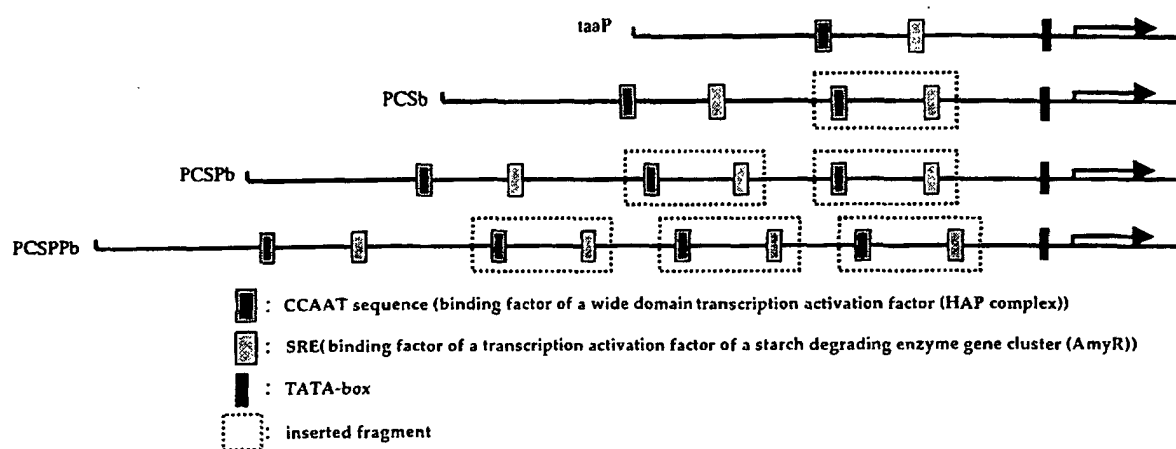 taaP
PCSb
PCSPb
PCSPPb
: CCAAT sequence (binding factor of a wide domain transcription activation factor (HAP complex))
: SRE( binding factor of a transcription activation factor of a starch degrading enzyme gene cluster (AmyR))
: TATA-box
: inserted fragment